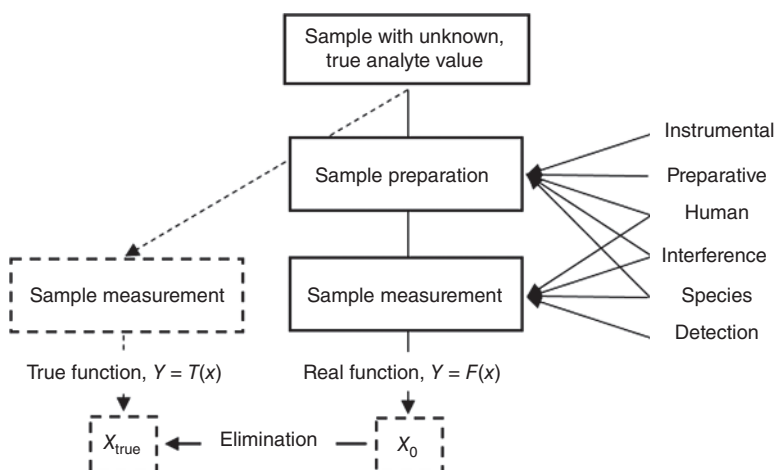 Sample with unknown,
true analyte value
Sample preparation
Instrumental
Preparative
Human
Interference
Species
Detection
Sample measurement
Sample measurement
True function, Y = T(x)
Real function, Y = F(x)
Xtrue
Elimination
X0